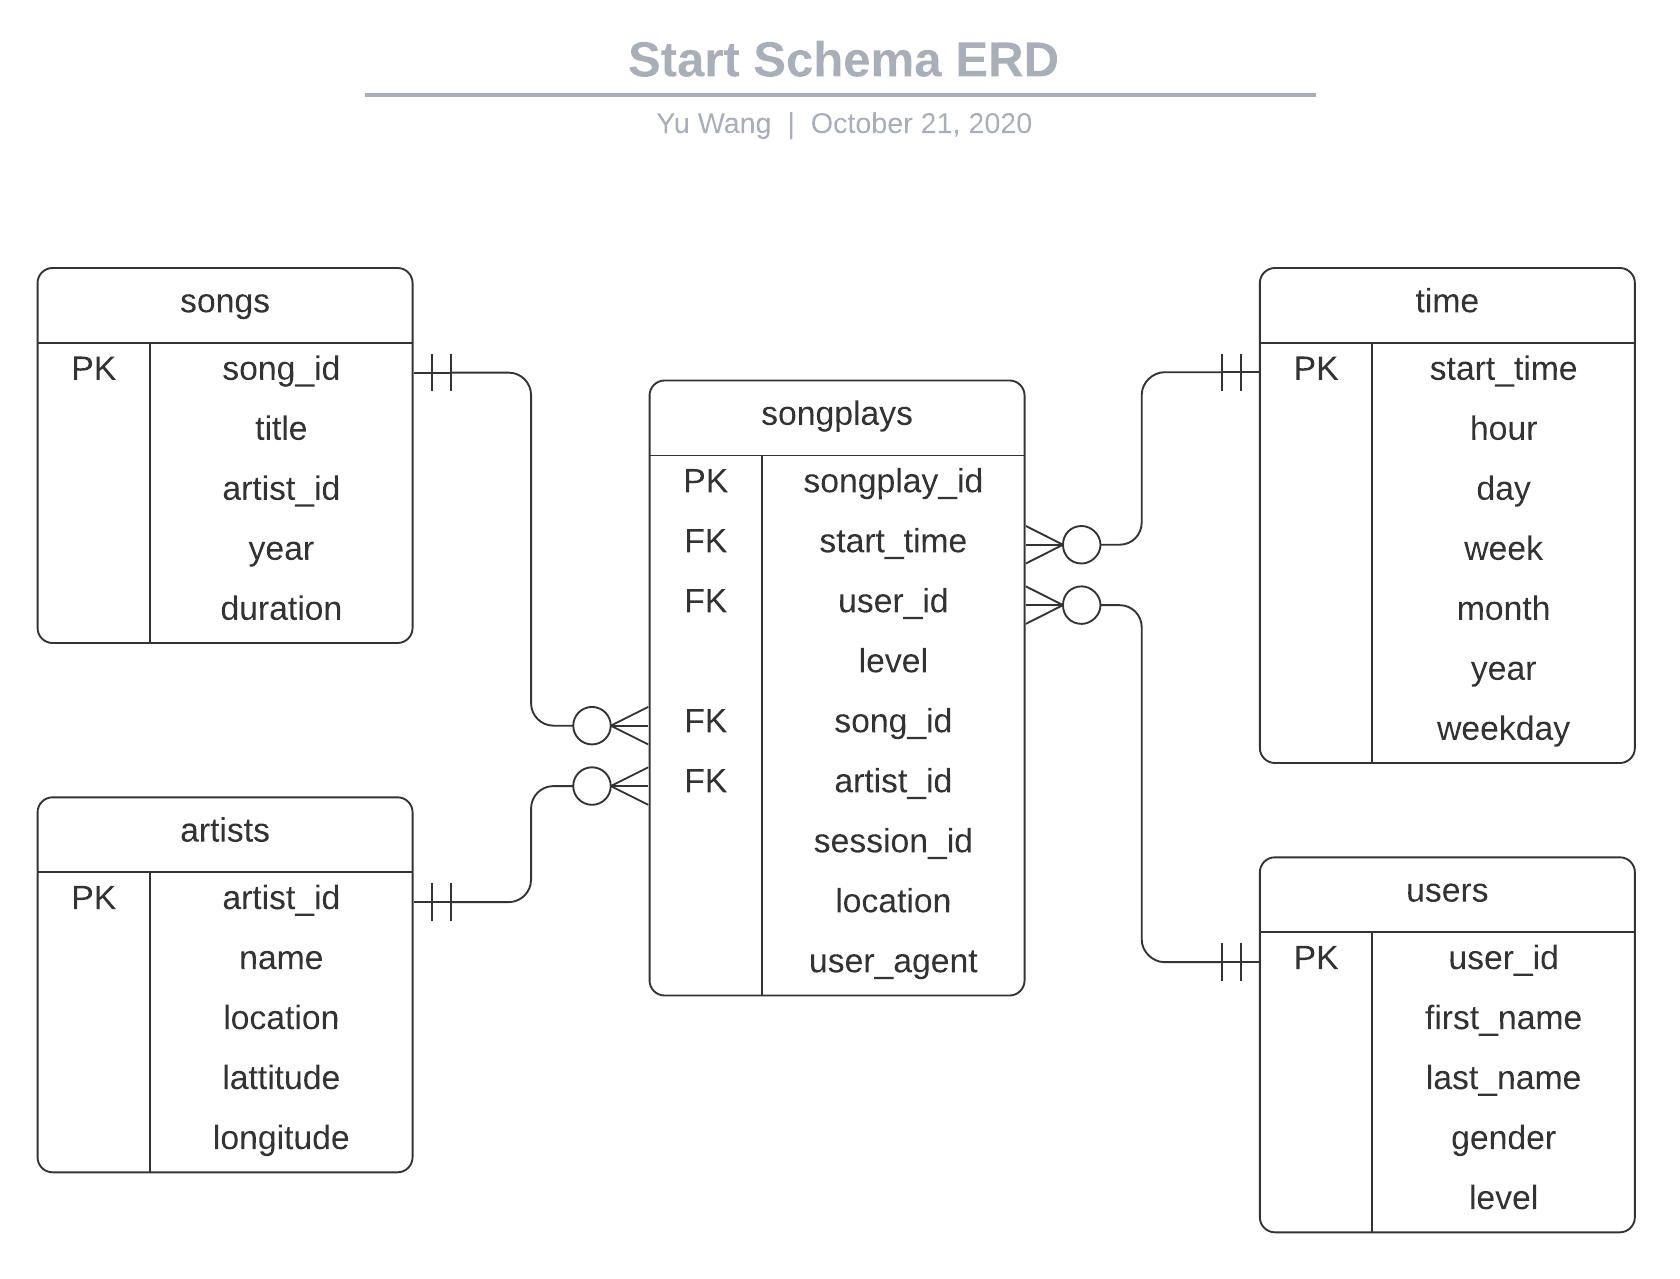 Start Schema ERD
Yu Wang | October 21, 2020
songs
PK song_id
title
artist_id
year
duration
artists
PK artist_id
name
location
lattitude
longitude
songplays
PK songplay_id
FK start_time
FK user_id
level
FK song_id
FK artist_id
session_id
location
user_agent
time
PK start_time
hour
day
week
month
year
weekday
users
PK user_id
first_name
last_name
gender
level